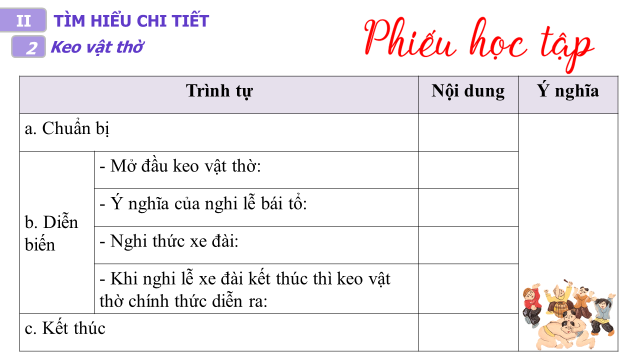 II TÌM HIỂU CHI TIẾT
2 Keo vật thờ
Phiếu học tập
Trình tự Nội dung Ý nghĩa
a. Chuẩn bị
b. Diễn biến
- Mở đầu keo vật thờ:
- Ý nghĩa của nghi lễ bái tổ:
- Nghi thức xe đài:
- Khi nghi lễ xe đài kết thúc thì keo vật
thờ chính thức diễn ra:
c. Kết thúc